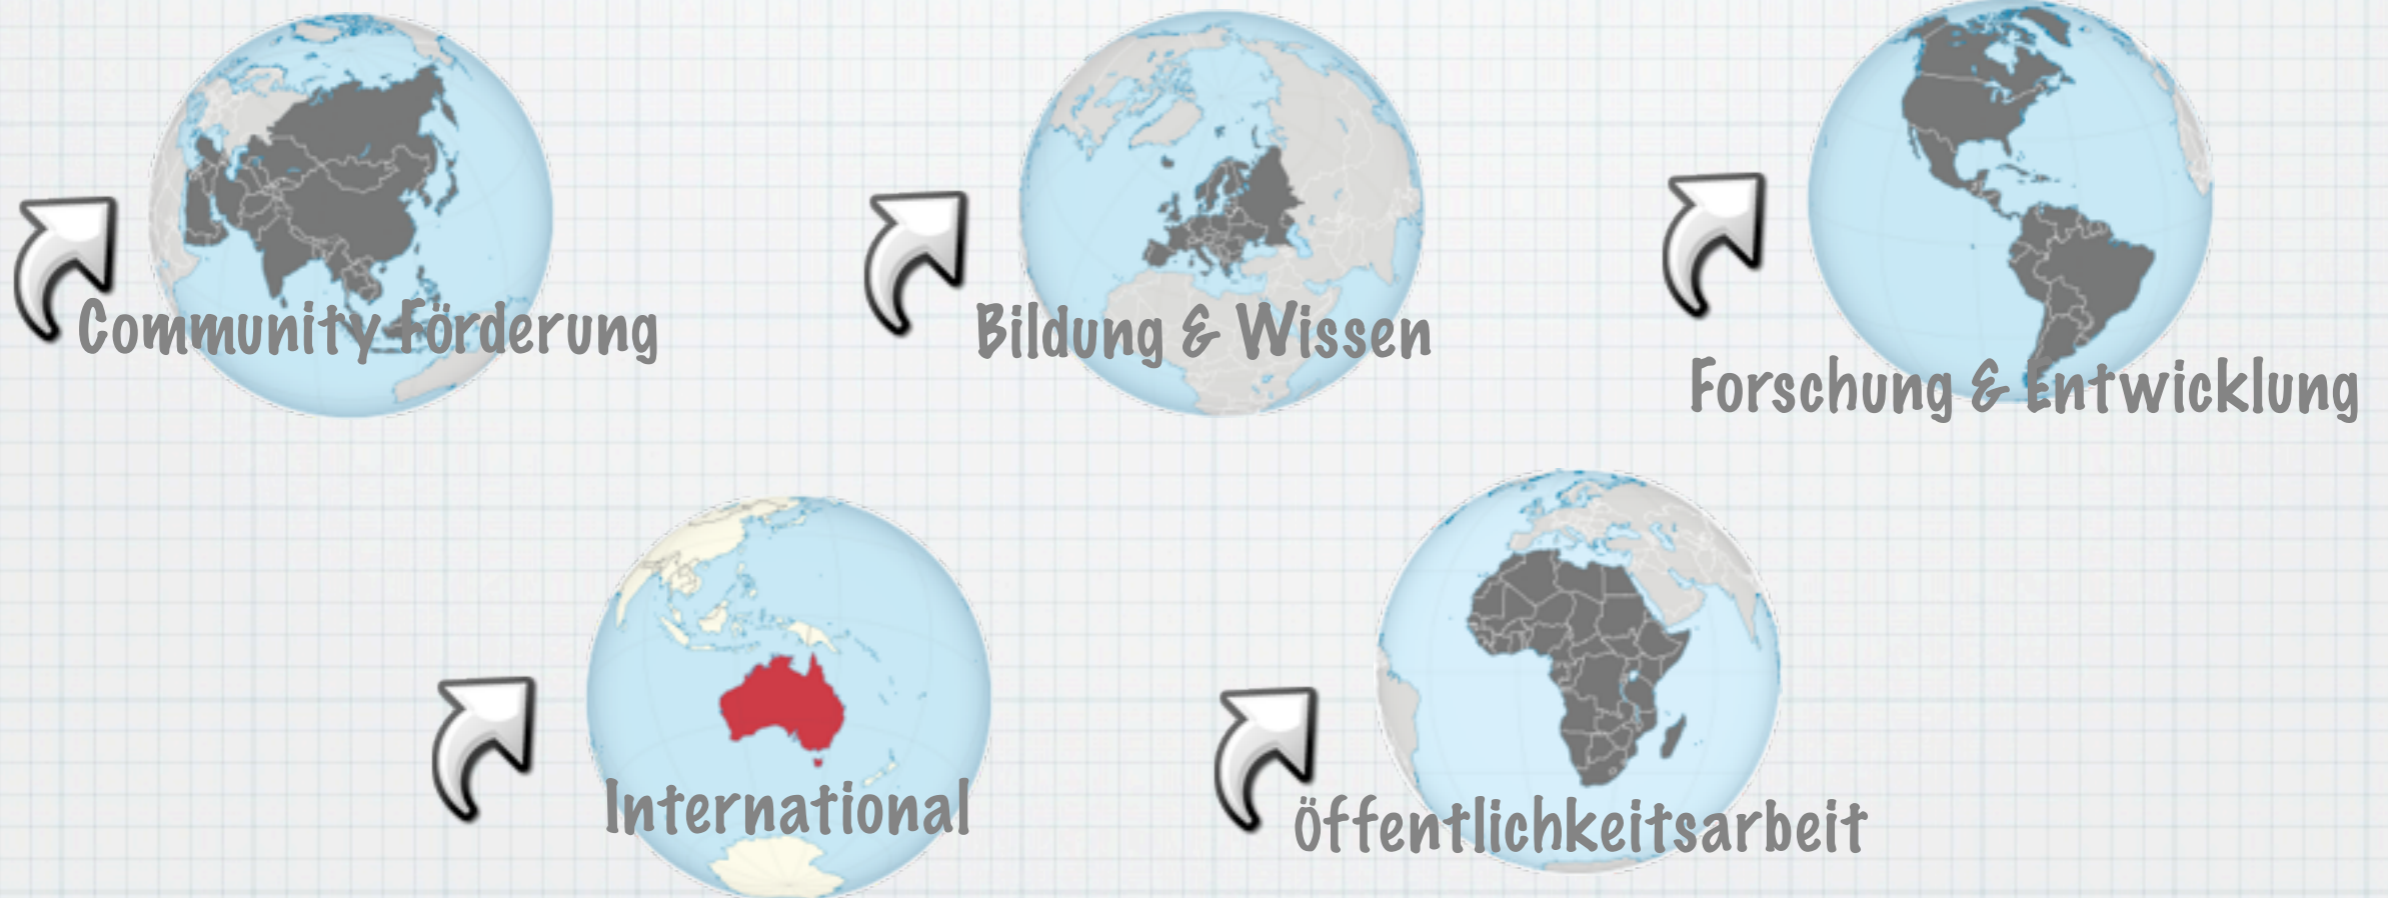 Community Förderung
Bildung & Wissen
Forschung & Entwicklung
International
Öffentlichkeitsarbeit